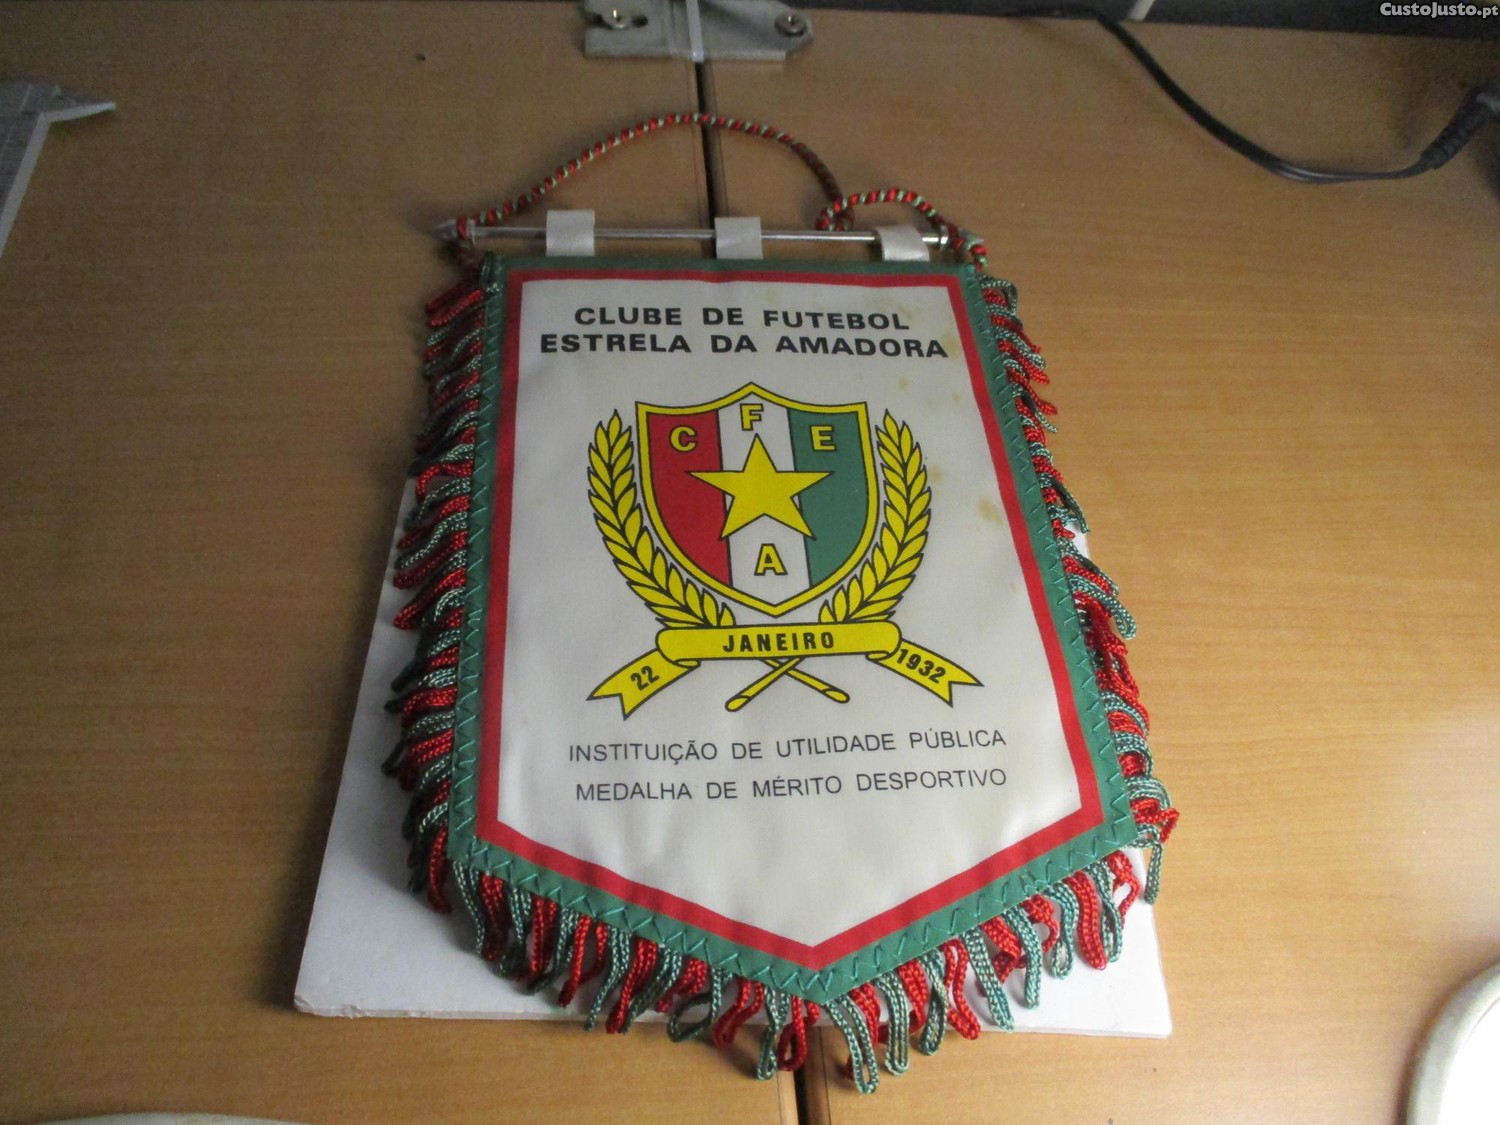 CustoJusto.pt
CLUBE DE FUTEBOL
ESTRELA DA AMADORA
F
C E
A
JANEIRO
22 1932
INSTITUIÇÃO DE UTILIDADE PÚBLICA
MEDALHA DE MÉRITO DESPORTIVO